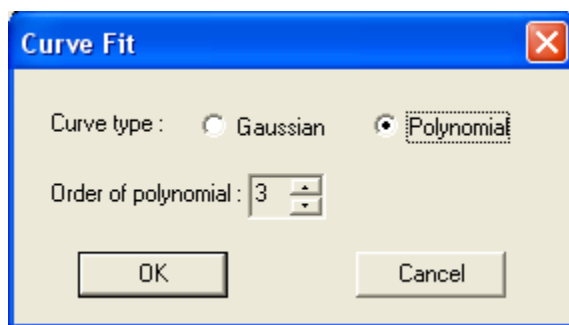 Curve Fit
Curve type : Gaussian Polynomial
Order of polynomial : 3
OK Cancel